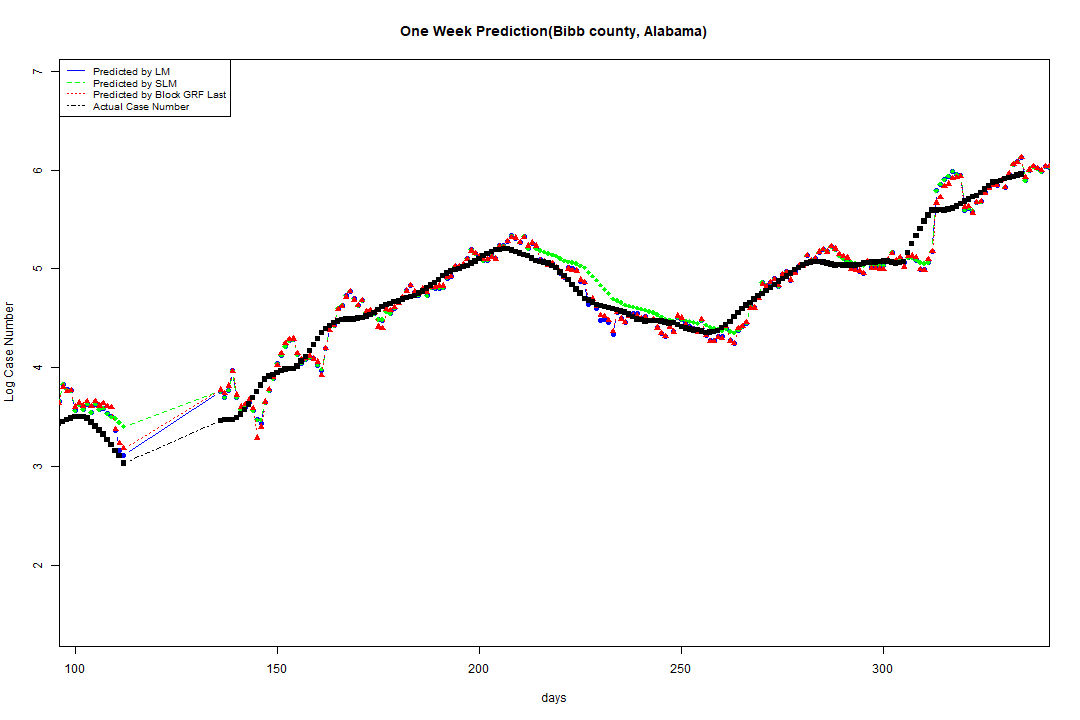 One Week Prediction(Bibb county, Alabama)
Predicted by LM
Predicted by SLM
Predicted by Block GRF Last
Actual Case Number
7
6
5
4
3
2
Log Case Number
100 150 200 250 300
days